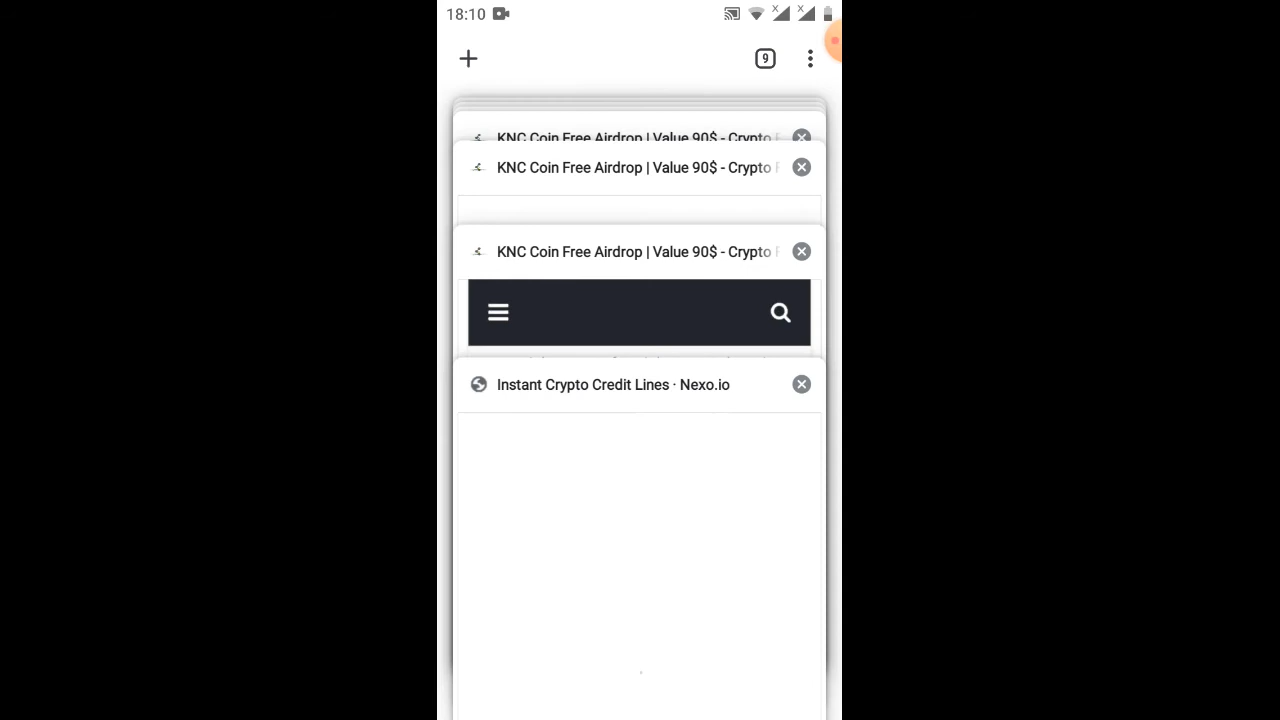 18:10
9
KNC Coin Free Airdrop | Value 90$ - Crypto
KNC Coin Free Airdrop | Value 90$ - Crypto
KNC Coin Free Airdrop | Value 90$ - Crypto
Instant Crypto Credit Lines · Nexo.io